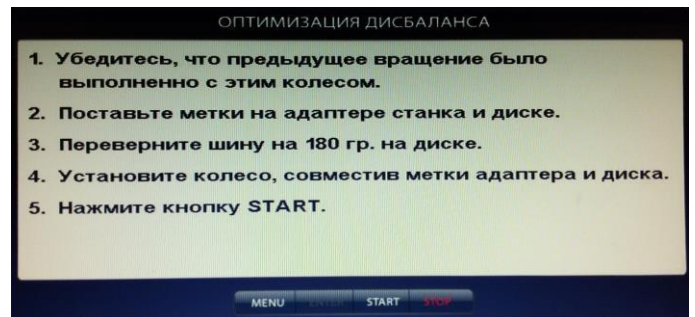 ОПТИМИЗАЦИЯ ДИСБАЛАНСА
1. Убедитесь, что предыдущее вращение было
выполненно с этим колесом.
2. Поставьте метки на адаптере станка и диске.
3. Переверните шину на 180 гр. на диске.
4. Установите колесо, совместив метки адаптера и диска.
5. Нажмите кнопку START.
MENU ENTER START STOP